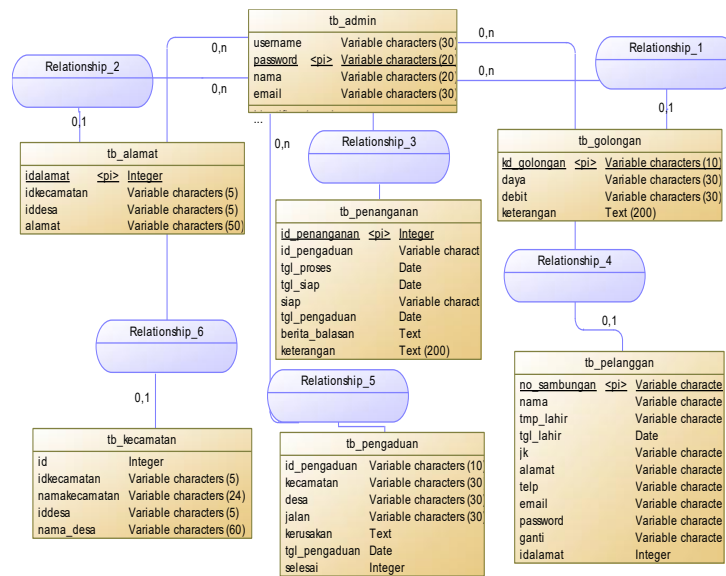 tb_admin
username Variable characters (30)
password <pi> Variable characters (20)
nama Variable characters (20)
email Variable characters (30)
...
0,n
0,n
0,n
0,n
0,n
Relationship_2
Relationship_1
0,1
0,1
Relationship_3
tb_alamat
idalamat <pi> Integer
idkecamatan Variable characters (5)
iddesa Variable characters (5)
alamat Variable characters (50)
tb_golongan
kd_golongan <pi> Variable characters (10)
daya Variable characters (30)
debit Variable characters (30)
keterangan Text (200)
tb_penanganan
id_penanganan <pi> Integer
id_pengaduan Variable charact
tgl_proses Date
tgl_siap Date
siap Variable charact
tgl_pengaduan Date
berita_balasan Text
keterangan Text (200)
Relationship_4
0,1
Relationship_6
0,1
Relationship_5
tb_pelanggan
no_sambungan <pi> Variable characte
nama Variable characte
tmp_lahir Variable characte
tgl_lahir Date
jk Variable characte
alamat Variable characte
telp Variable characte
email Variable characte
password Variable characte
ganti Variable characte
idalamat Integer
tb_kecamatan
id Integer
idkecamatan Variable characters (5)
namakecamatan Variable characters (24)
iddesa Variable characters (5)
nama_desa Variable characters (60)
tb_pengaduan
id_pengaduan Variable characters (10)
kecamatan Variable characters (30)
desa Variable characters (30)
jalan Variable characters (30)
kerusakan Text
tgl_pengaduan Date
selesai Integer